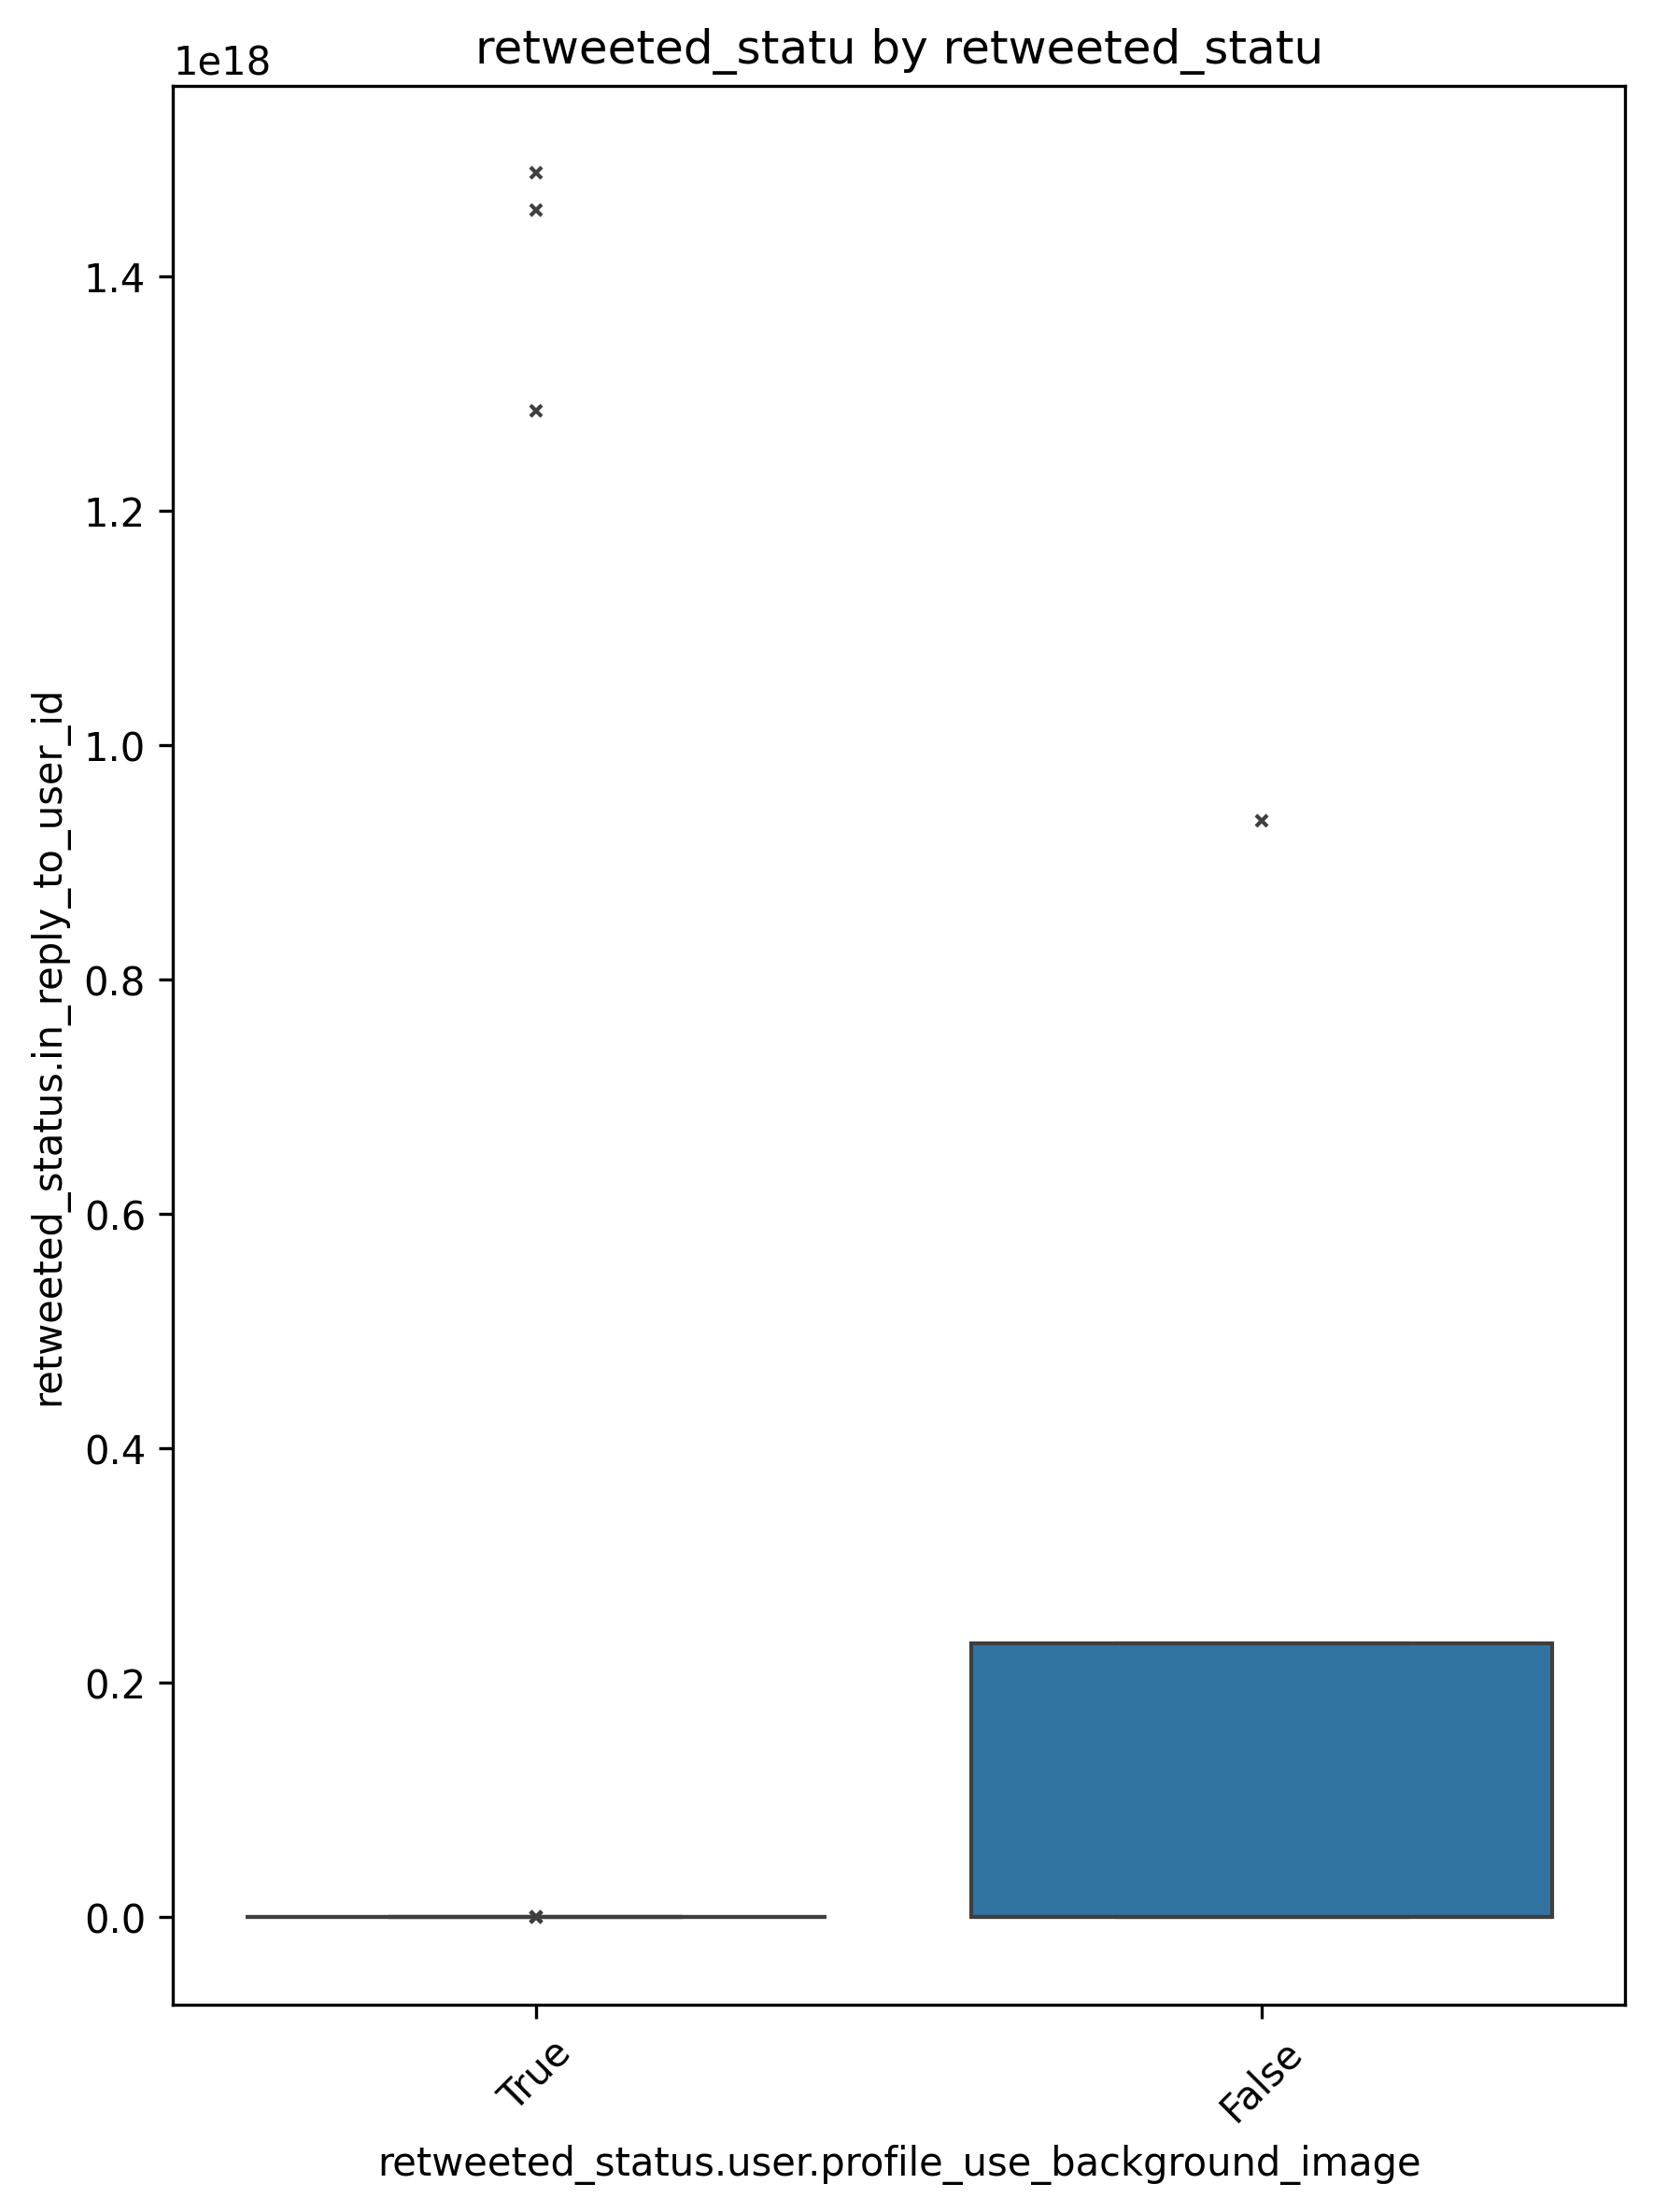 retweeted_statu by retweeted_statu
1e18
1.4
1.2
1.0
0.8
0.6
0.4
0.2
0.0
retweeted_status.in_reply_to_user_id
True
False
retweeted_status.user.profile_use_background_image